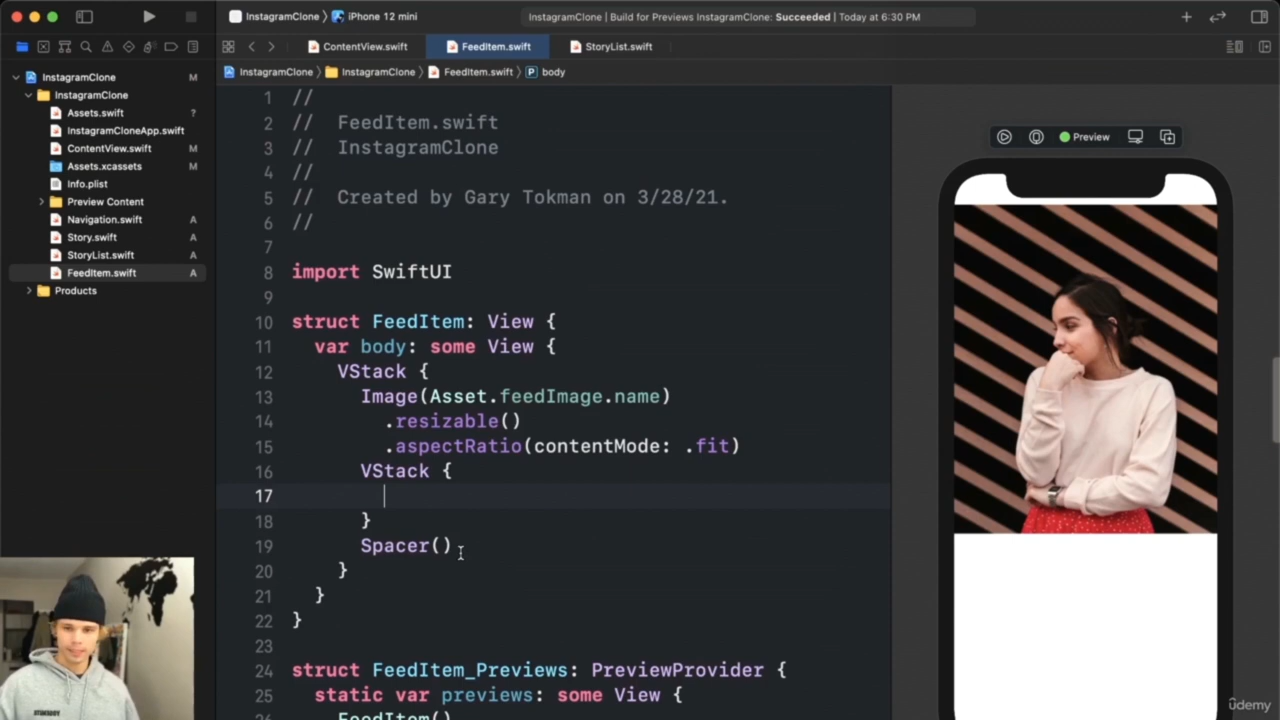 InstagramClone 〉 iPhone 12 mini
InstagramClone | Build for Previews InstagramClone: Succeeded | Today at 6:30 PM
ContentView.swift
FeedItem.swift
StoryList.swift
InstagramClone 〉 InstagramClone 〉 FeedItem.swift 〉 P body
InstagramClone M
InstagramClone
Assets.swift ?
InstagramCloneApp.swift
ContentView.swift M
Assets.xcassets M
Info.plist
Preview Content
Navigation.swift A
Story.swift A
StoryList.swift A
FeedItem.swift A
Products
1 //
2 //  FeedItem.swift
3 //  InstagramClone
4 //
5 //  Created by Gary Tokman on 3/28/21.
6 //
7
8 import SwiftUI
9
10 struct FeedItem: View {
11   var body: some View {
12     VStack {
13       Image(Asset.feedImage.name)
14         .resizable()
15         .aspectRatio(contentMode: .fit)
16       VStack {
17
18       }
19       Spacer()
20     }
21   }
22 }
23
24 struct FeedItem_Previews: PreviewProvider {
25   static var previews: some View {
26     FeedItem()
Preview
ûdemy